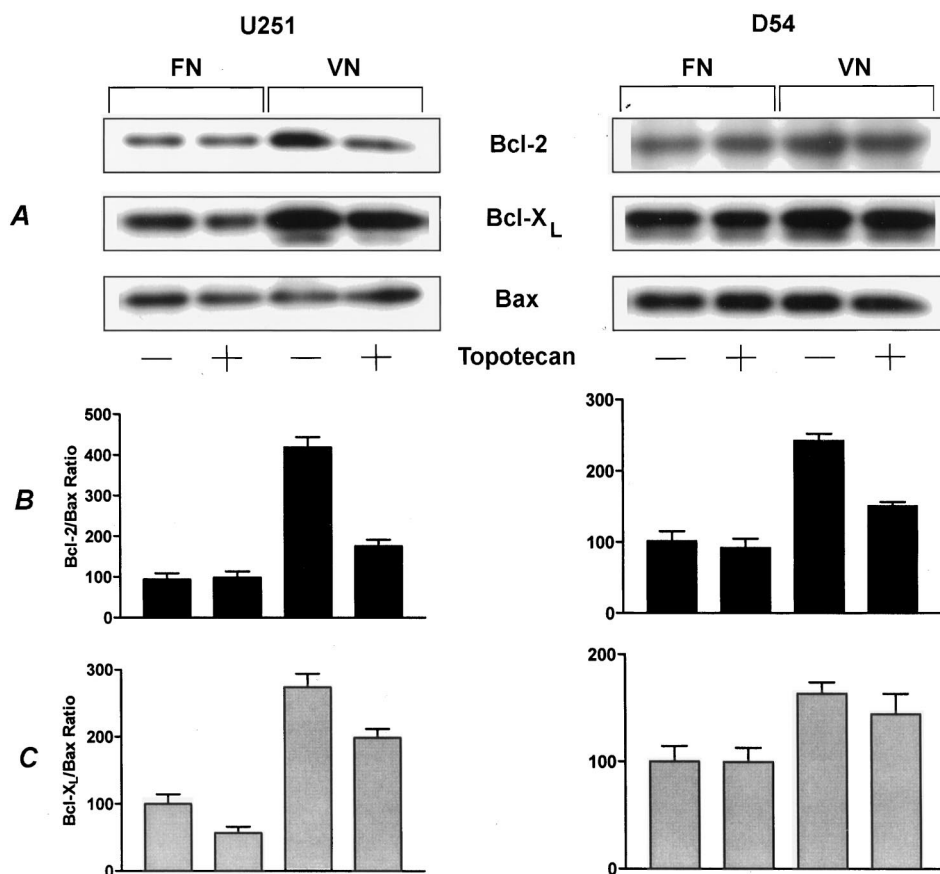 U251 D54
FN VN FN VN
Bcl-2
A Bcl-XL
Bax
— + — + Topotecan — + — +
B
Bcl-2/Bax Ratio
500
400
300
200
100
0
300
200
100
0
C
Bcl-XL/Bax Ratio
300
200
100
0
200
100
0